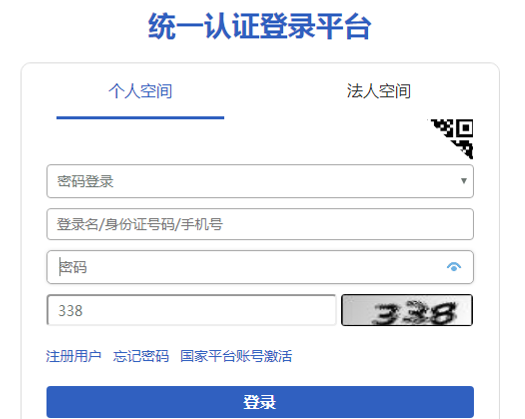 统一认证登录平台
个人空间 法人空间
密码登录
登录名/身份证号码/手机号
密码
338 338
注册用户 忘记密码 国家平台账号激活
登录